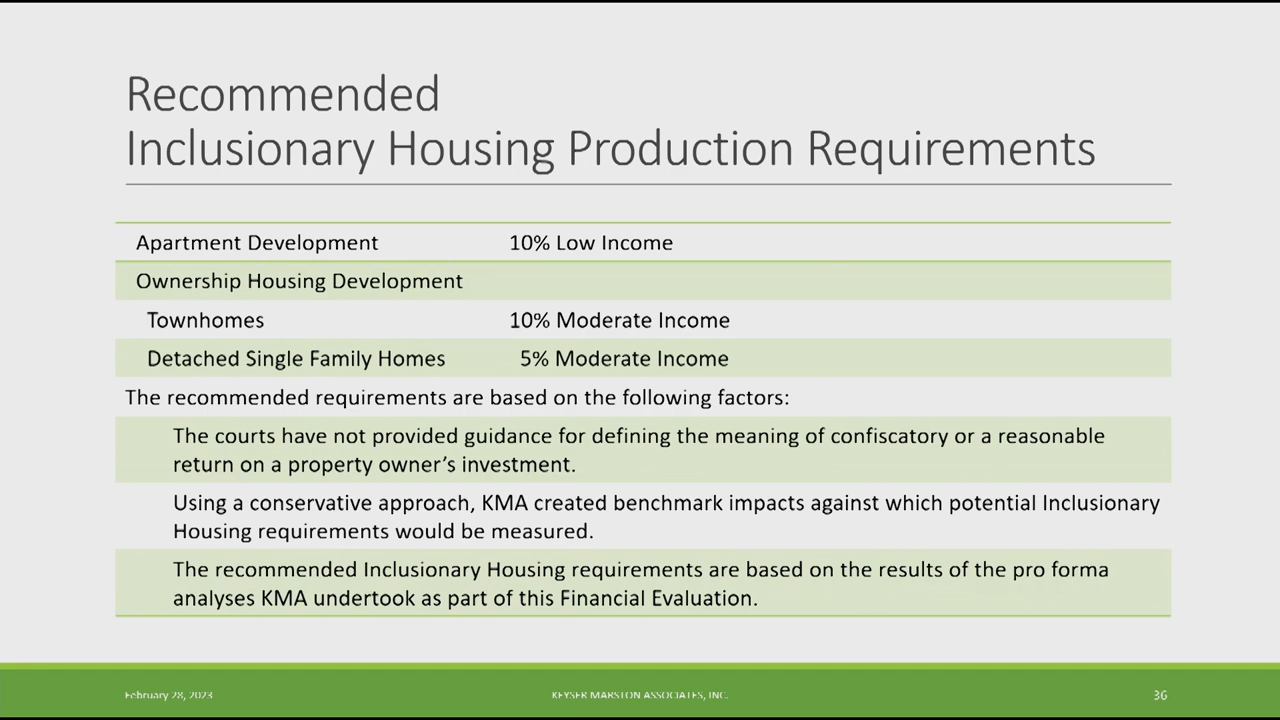 Recommended
Inclusionary Housing Production Requirements
Apartment Development 10% Low Income
Ownership Housing Development
Townhomes 10% Moderate Income
Detached Single Family Homes 5% Moderate Income
The recommended requirements are based on the following factors:
The courts have not provided guidance for defining the meaning of confiscatory or a reasonable
return on a property owner’s investment.
Using a conservative approach, KMA created benchmark impacts against which potential Inclusionary
Housing requirements would be measured.
The recommended Inclusionary Housing requirements are based on the results of the pro forma
analyses KMA undertook as part of this Financial Evaluation.
February 28, 2023 KEYSER MARSTON ASSOCIATES, INC. 36